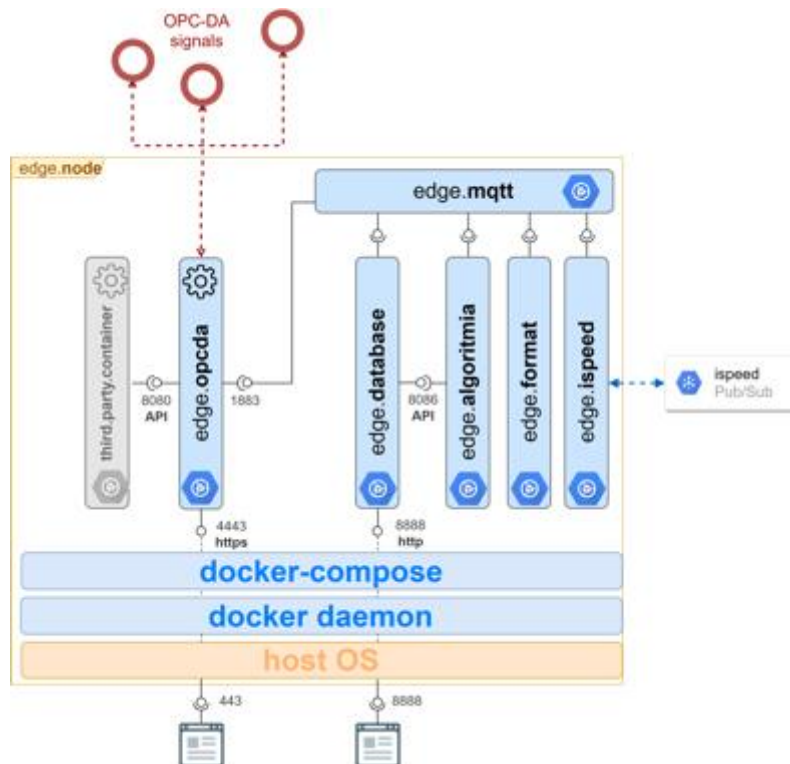 OPC-DA
signals
edge.node
edge.mqtt
third.party.container
edge.opcda
edge.database
edge.algoritmia
edge.format
edge.ispeed
8080
API
1883
8086
API
ispeed
Pub/Sub
4443
https
8888
http
docker-compose
docker daemon
host OS
443
8888